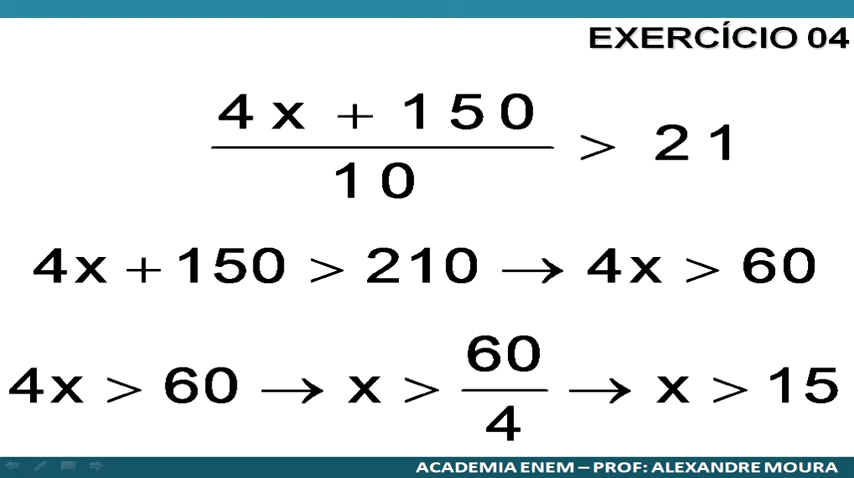 EXERCÍCIO 04
4x + 150
10
> 21
4x + 150 > 210 → 4x > 60
4x > 60 → x > 60/4 → x > 15
ACADEMIA ENEM – PROF: ALEXANDRE MOURA